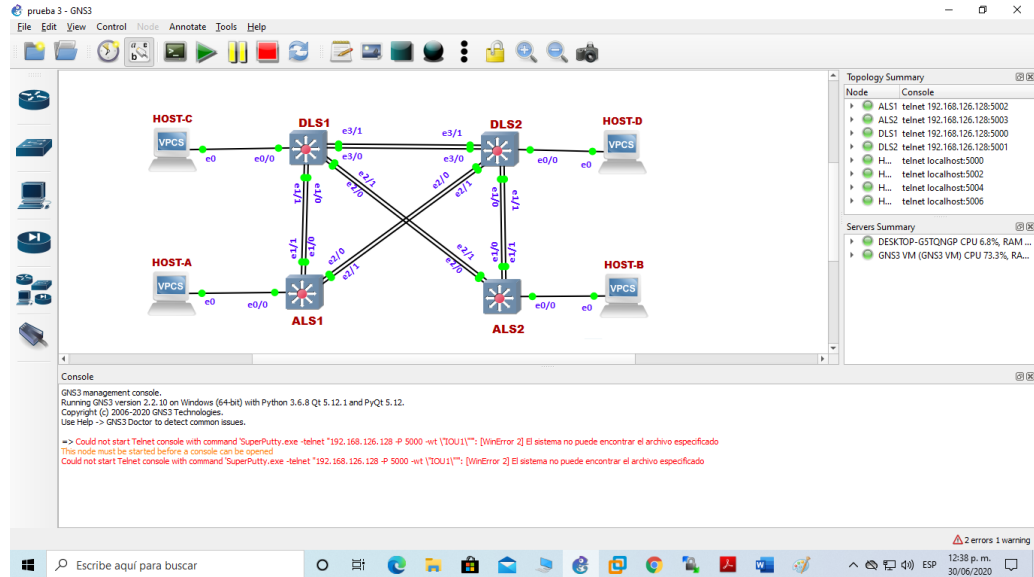 prueba 3 - GNS3
File Edit View Control Node Annotate Tools Help
Topology Summary
Node Console
ALS1 telnet 192.168.126.128:5002
ALS2 telnet 192.168.126.128:5003
DLS1 telnet 192.168.126.128:5000
DLS2 telnet 192.168.126.128:5001
H... telnet localhost:5000
H... telnet localhost:5002
H... telnet localhost:5004
H... telnet localhost:5006
Servers Summary
DESKTOP-G5TQNGP CPU 6.8%, RAM ...
GNS3 VM (GNS3 VM) CPU 73.3%, RA...
HOST-C DLS1 DLS2 HOST-D
VPCS e3/1 e3/1 VPCS
e0 e0/0 e3/0 e3/0 e0/0 e0
e1/1 e1/0 e2/1 e2/0 e2/0 e2/1 e1/0 e1/1
e1/1 e1/0 e2/0 e2/1 e2/1 e2/0 e1/0 e1/1
HOST-A HOST-B
VPCS VPCS
e0 e0/0 e0/0 e0
ALS1 ALS2
Console
GNS3 management console.
Running GNS3 version 2.2.10 on Windows (64-bit) with Python 3.6.8 Qt 5.12.1 and PyQt 5.12.
Copyright (c) 2006-2020 GNS3 Technologies.
Use Help -> GNS3 Doctor to detect common issues.
=> Could not start Telnet console with command 'SuperPutty.exe -telnet "192.168.126.128 -P 5000 -wt \"IOU1\""': [WinError 2] El sistema no puede encontrar el archivo especificado
This node must be started before a console can be opened
Could not start Telnet console with command 'SuperPutty.exe -telnet "192.168.126.128 -P 5000 -wt \"IOU1\""': [WinError 2] El sistema no puede encontrar el archivo especificado
2 errors 1 warning
Escribe aquí para buscar
ESP
12:38 p. m.
30/06/2020